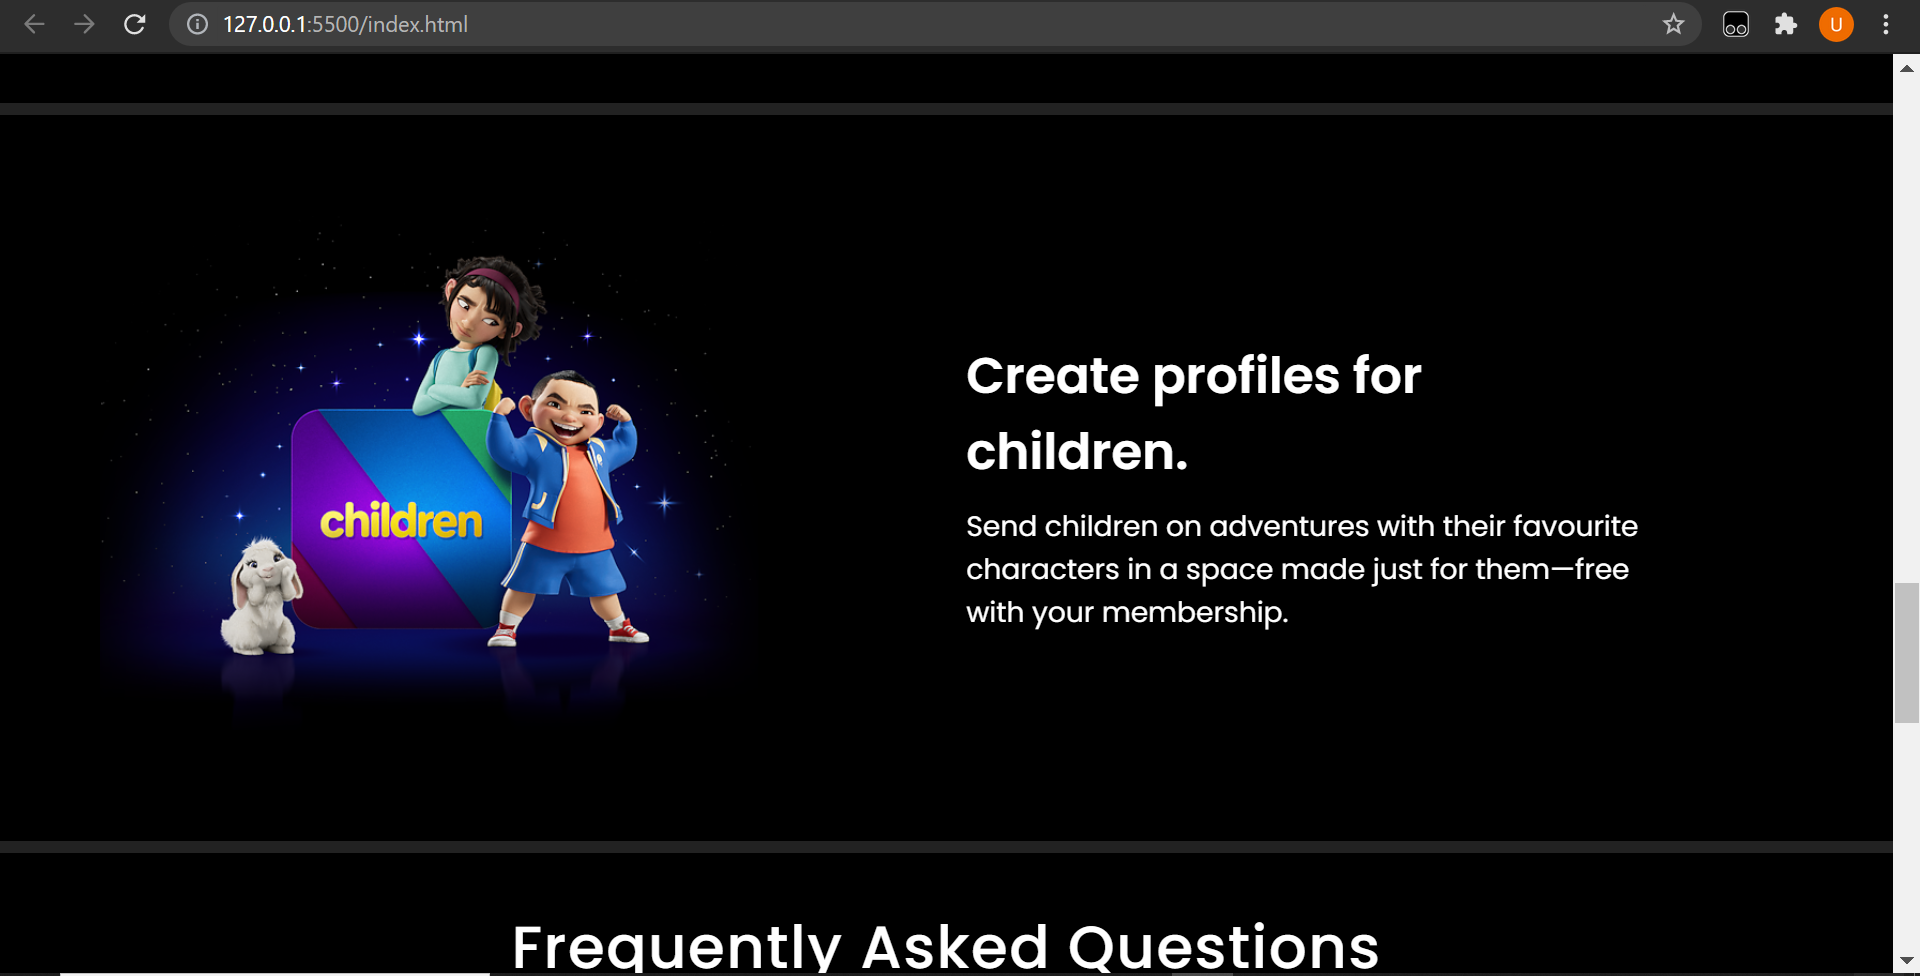 127.0.0.1:5500/index.html
U
children
Create profiles for
children.
Send children on adventures with their favourite
characters in a space made just for them—free
with your membership.
Frequently Asked Questions